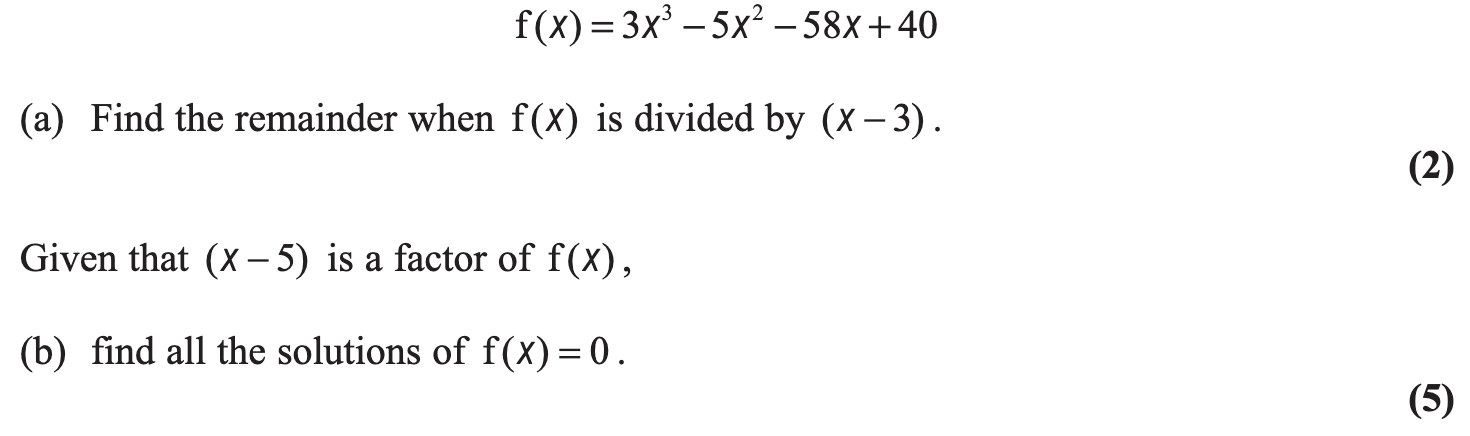 f(x) = 3x³ – 5x² – 58x + 40
(a) Find the remainder when f(x) is divided by (x – 3).
(2)
Given that (x – 5) is a factor of f(x),
(b) find all the solutions of f(x) = 0.
(5)